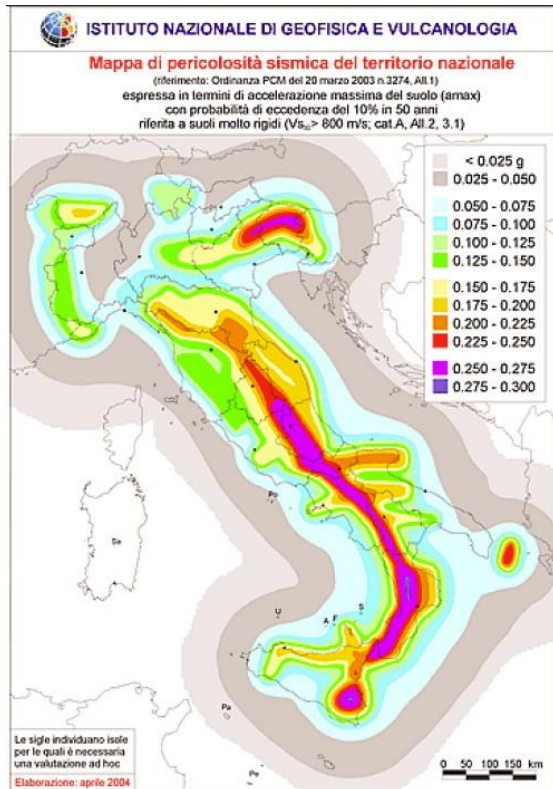 ISTITUTO NAZIONALE DI GEOFISICA E VULCANOLOGIA
Mappa di pericolosità sismica del territorio nazionale
(riferimento: Ordinanza PCM del 20 marzo 2003 n.3274, All.1)
espressa in termini di accelerazione massima del suolo (amax)
con probabilità di eccedenza del 10% in 50 anni
riferita a suoli molto rigidi (Vs30> 800 m/s; cat.A, All.2, 3.1)
< 0.025 g
0.025 - 0.050
0.050 - 0.075
0.075 - 0.100
0.100 - 0.125
0.125 - 0.150
0.150 - 0.175
0.175 - 0.200
0.200 - 0.225
0.225 - 0.250
0.250 - 0.275
0.275 - 0.300
Po
Sa
U
A
F
S
Pa
Pe
Le sigle individuano isole
per le quali è necessaria
una valutazione ad hoc
Elaborazione: aprile 2004
0 50 100 150 km